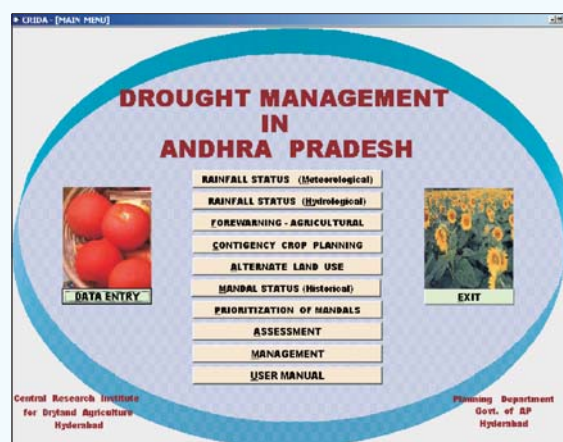 CRIDA - [MAIN MENU]
DROUGHT MANAGEMENT
IN
ANDHRA PRADESH
RAINFALL STATUS (Meteorological)
RAINFALL STATUS (Hydrological)
FOREWARNING - AGRICULTURAL
CONTIGENCY CROP PLANNING
ALTERNATE LAND USE
MANDAL STATUS (Historical)
PRIORITIZATION OF MANDALS
ASSESSMENT
MANAGEMENT
USER MANUAL
DATA ENTRY
EXIT
Central Research Institute
for Dryland Agriculture
Hyderabad
Planning Department
Govt. of AP
Hyderabad